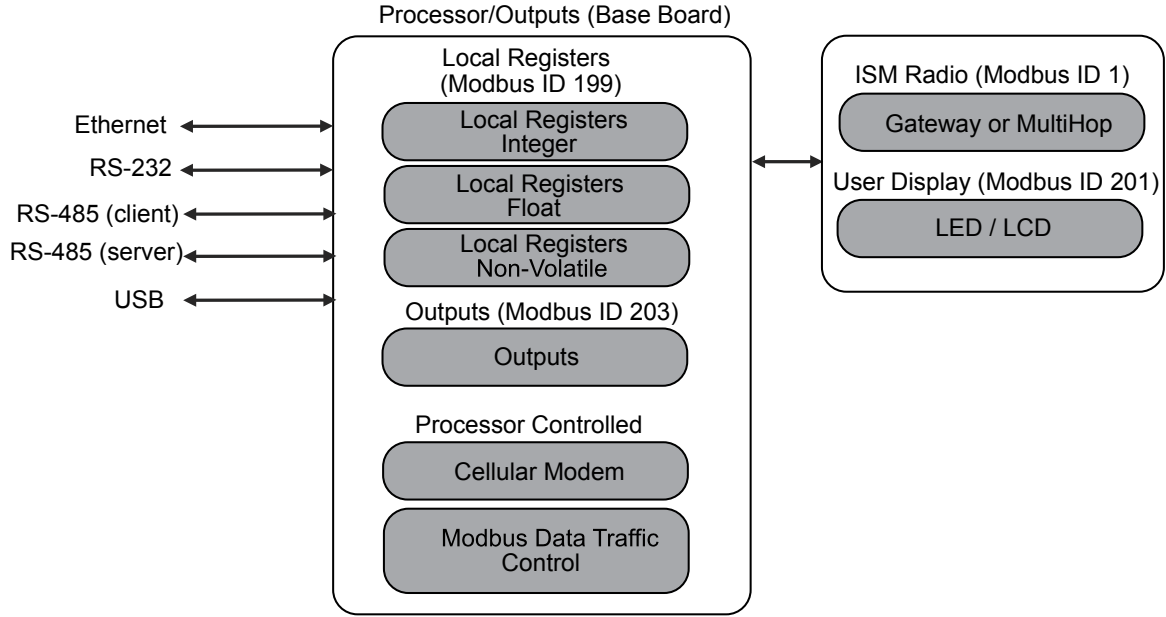 Processor/Outputs (Base Board)
Local Registers
(Modbus ID 199)
Local Registers
Integer
Local Registers
Float
Local Registers
Non-Volatile
Outputs (Modbus ID 203)
Outputs
Processor Controlled
Cellular Modem
Modbus Data Traffic
Control
Ethernet
RS-232
RS-485 (client)
RS-485 (server)
USB
ISM Radio (Modbus ID 1)
Gateway or MultiHop
User Display (Modbus ID 201)
LED / LCD